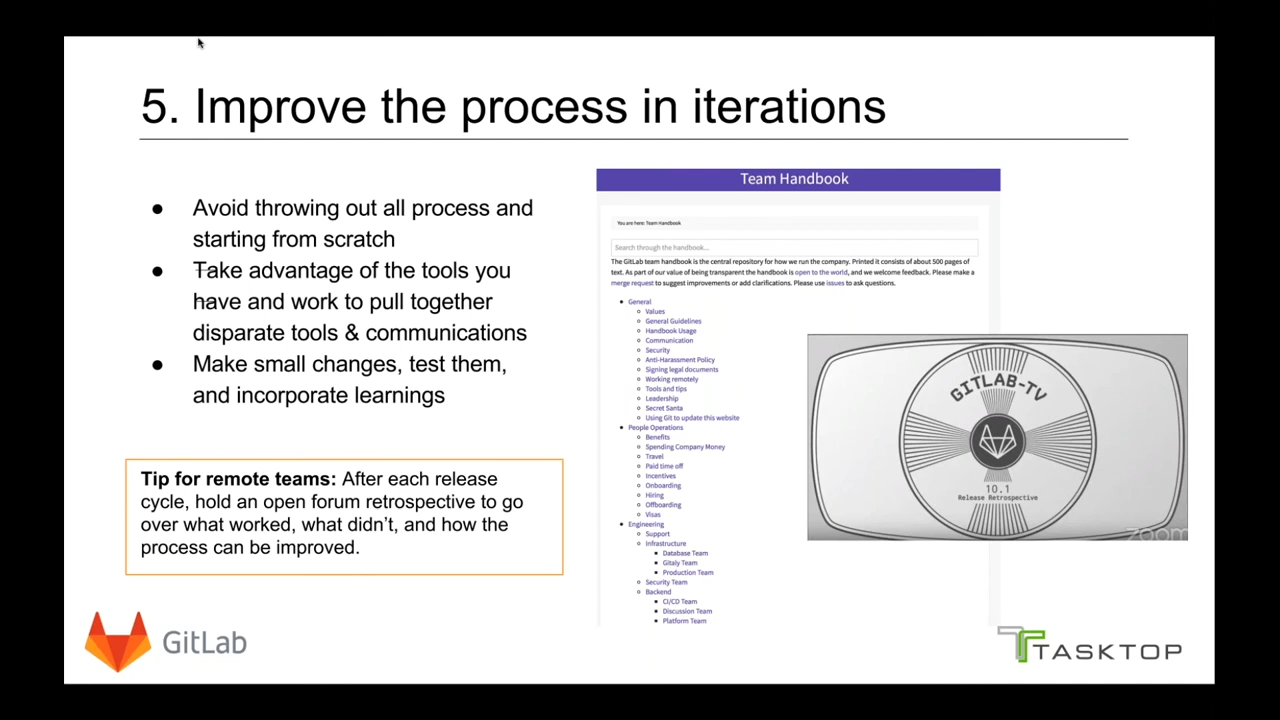 5. Improve the process in iterations
● Avoid throwing out all process and
starting from scratch
● Take advantage of the tools you
have and work to pull together
disparate tools & communications
● Make small changes, test them,
and incorporate learnings
Tip for remote teams: After each release
cycle, hold an open forum retrospective to go
over what worked, what didn't, and how the
process can be improved.
GitLab
Team Handbook
You are here: Team Handbook
Search through the handbook...
The GitLab team handbook is the central repository for how we run the company. Printed it consists of about 500 pages of
text. As part of our value of being transparent the handbook is open to the world, and we welcome feedback. Please make a
merge request to suggest improvements or add clarifications. Please use issues to ask questions.
General
Values
General Guidelines
Handbook Usage
Communication
Security
Anti-Harassment Policy
Signing legal documents
Working remotely
Tools and tips
Leadership
Secret Santa
Using Git to update this website
People Operations
Benefits
Spending Company Money
Travel
Paid time off
Incentives
Onboarding
Hiring
Offboarding
Visas
Engineering
Support
Infrastructure
Database Team
Gitaly Team
Production Team
Security Team
Backend
CI/CD Team
Discussion Team
Platform Team
GITLAB-TV
10.1
Release Retrospective
zoom
TASKTOP